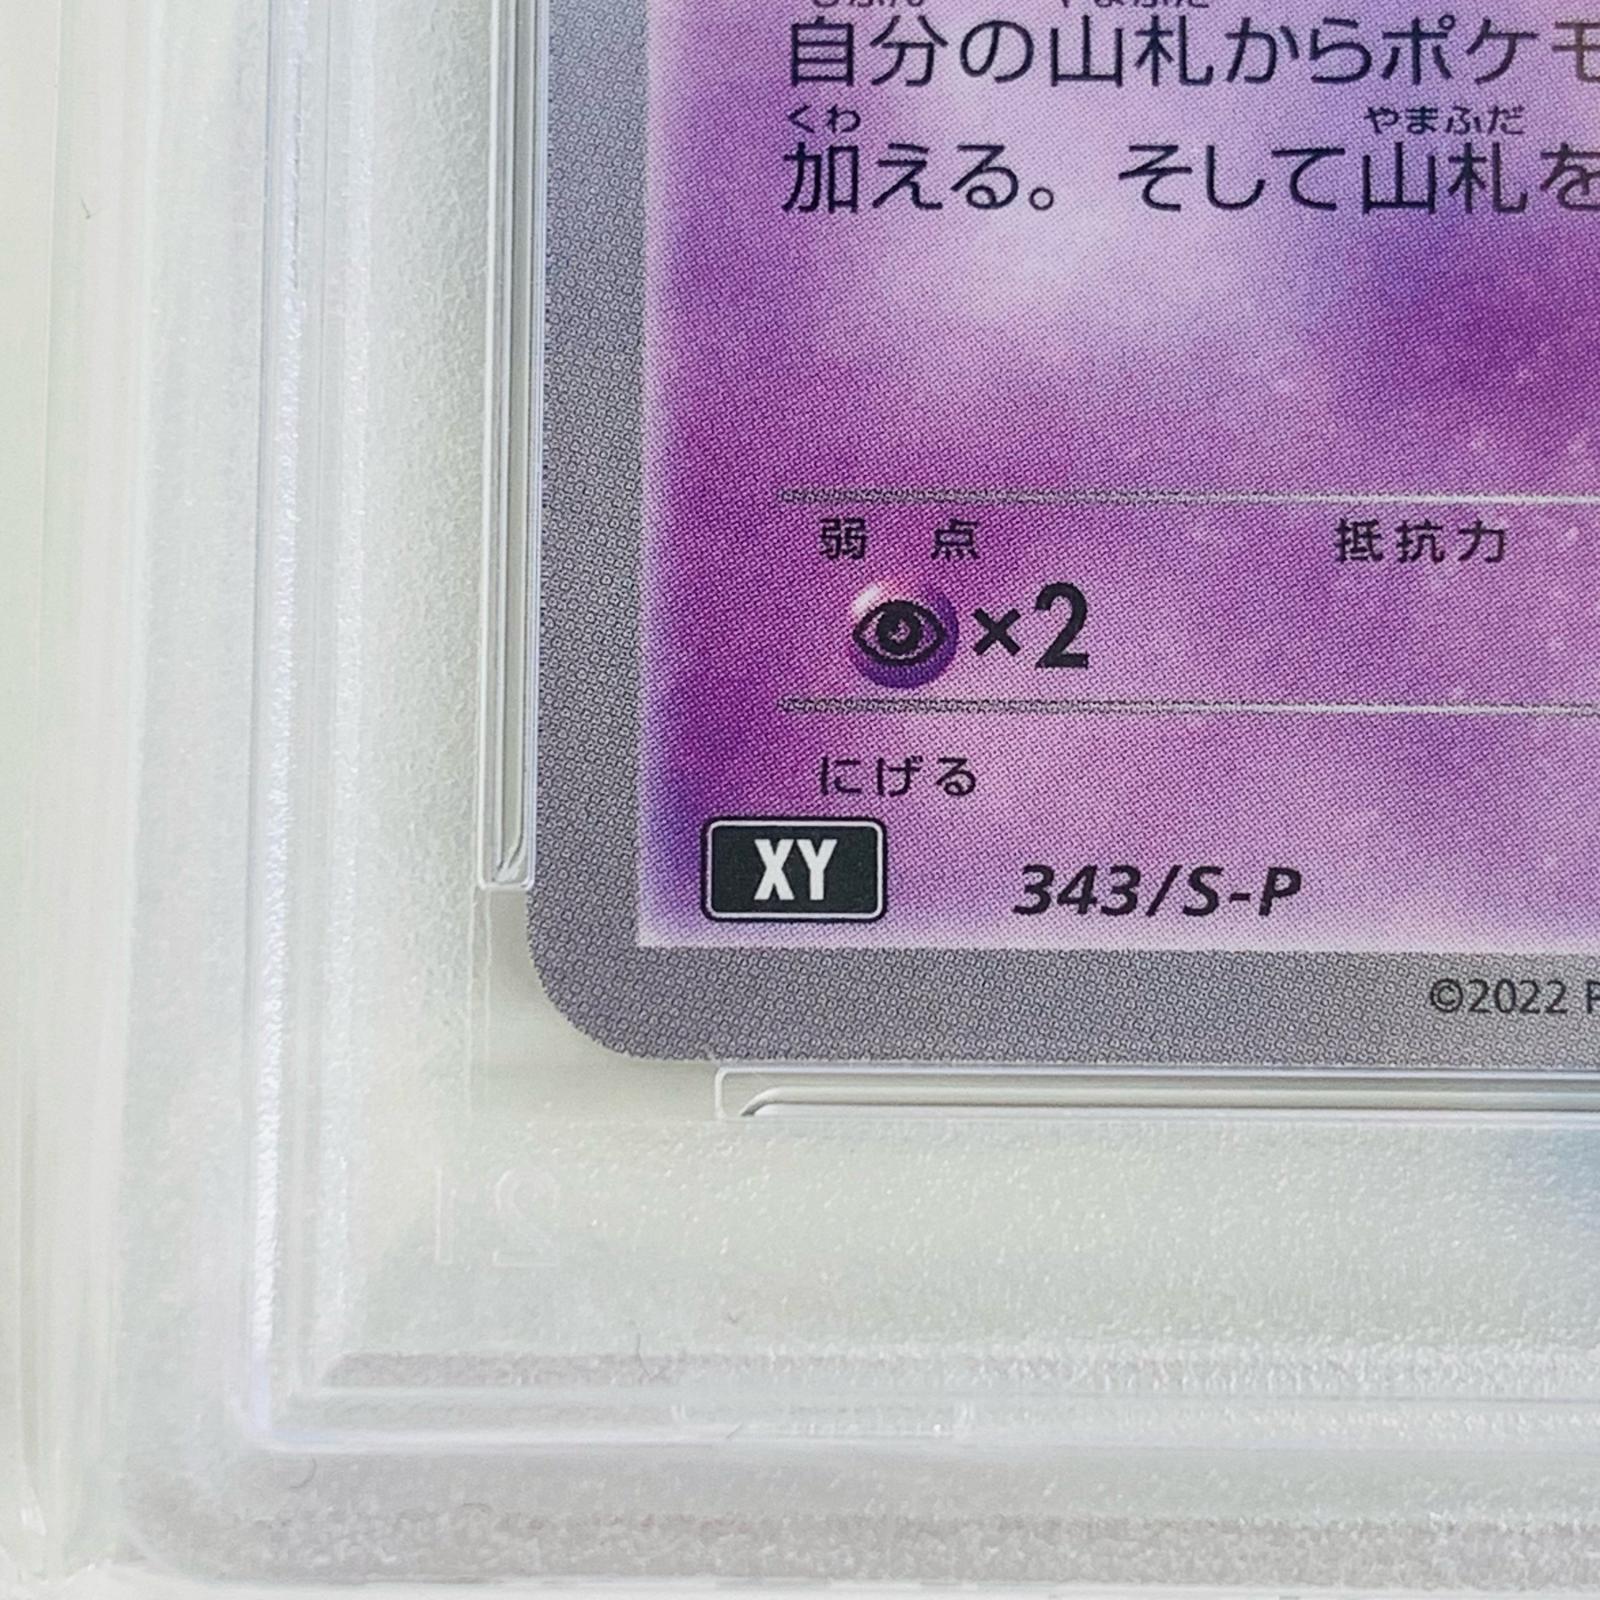 自分の山札からポケモ
くわ やまふだ
加える。そして山札を
弱 点 抵抗力
×2
にげる
XY 343/S-P
©2022 P
21